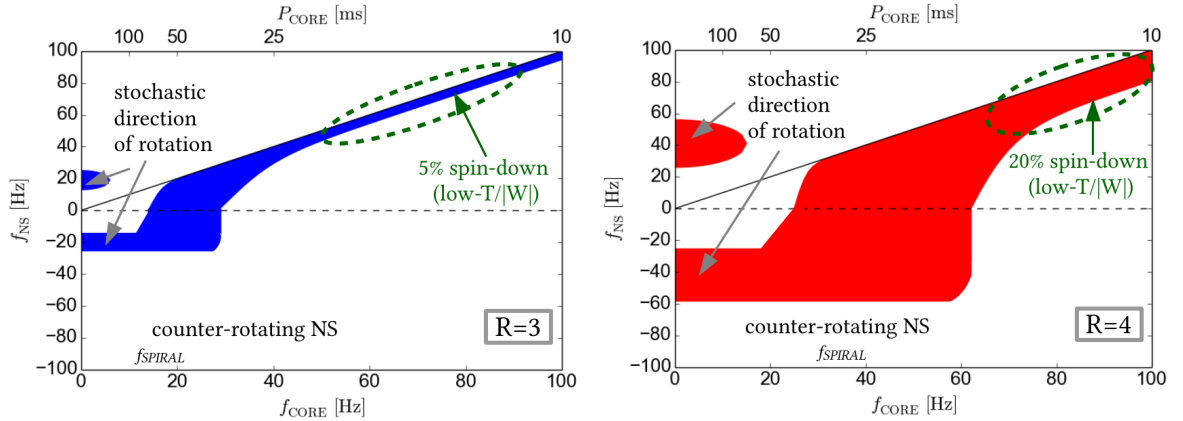 P_CORE [ms]
100 50 25 10
100
80
60
40
20
0
−20
−40
−60
−80
−100
f_NS [Hz]
stochastic
direction
of rotation
5% spin-down
(low-T/|W|)
counter-rotating NS
R=3
f_SPIRAL
0 20 40 60 80 100
f_CORE [Hz]
P_CORE [ms]
100 50 25 10
100
80
60
40
20
0
−20
−40
−60
−80
−100
f_NS [Hz]
stochastic
direction
of rotation
20% spin-down
(low-T/|W|)
counter-rotating NS
R=4
f_SPIRAL
0 20 40 60 80 100
f_CORE [Hz]